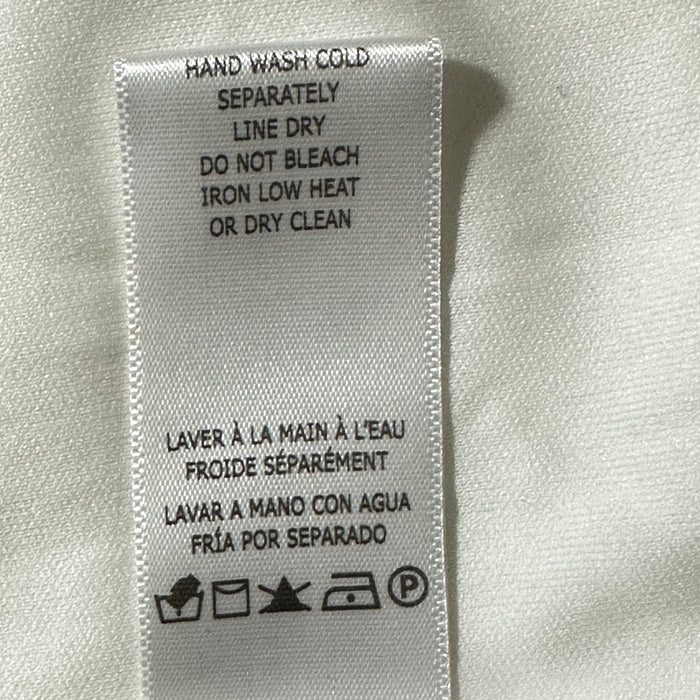 HAND WASH COLD
SEPARATELY
LINE DRY
DO NOT BLEACH
IRON LOW HEAT
OR DRY CLEAN
LAVER À LA MAIN À L'EAU
FROIDE SÉPARÉMENT
LAVAR A MANO CON AGUA
FRÍA POR SEPARADO
P